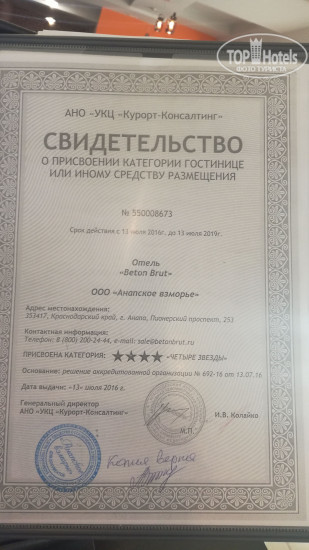 TOP Hotels
ФОТО ТУРИСТА
АНО «УКЦ «Курорт-Консалтинг»
СВИДЕТЕЛЬСТВО
О ПРИСВОЕНИИ КАТЕГОРИИ ГОСТИНИЦЕ
ИЛИ ИНОМУ СРЕДСТВУ РАЗМЕЩЕНИЯ
№ 550008673
Срок действия с 13 июля 2016г. до 13 июля 2019г.
Отель
«Beton Brut»
ООО «Анапское взморье»
Адрес местонахождения:
353417, Краснодарский край, г. Анапа, Пионерский проспект, 253
Контактная информация:
Телефон: 8 (800) 200-24-44, e-mail: sale@betonbrut.ru
ПРИСВОЕНА КАТЕГОРИЯ: ★★★★ «ЧЕТЫРЕ ЗВЕЗДЫ»
Основание: решение аккредитованной организации № 692-16 от 13.07.16
Дата выдачи: «13» июля 2016 г.
Генеральный директор
АНО «УКЦ «Курорт-Консалтинг» И.В. Калайко
М.П.
Копия верна